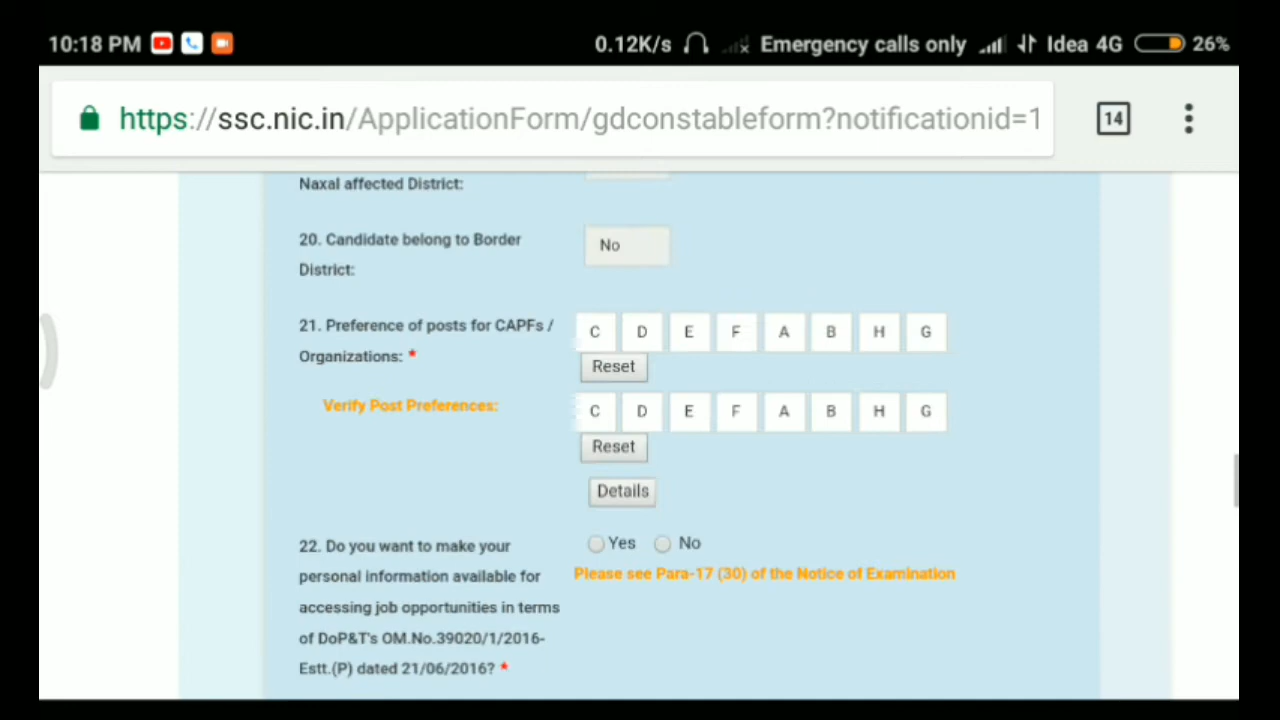 10:18 PM 0.12K/s Emergency calls only Idea 4G 26%
https://ssc.nic.in/ApplicationForm/gdconstableform?notificationid=1 14
Naxal affected District:
20. Candidate belong to Border No
District:
21. Preference of posts for CAPFs / C D E F A B H G
Organizations: * Reset
Verify Post Preferences: C D E F A B H G
Reset
Details
22. Do you want to make your Yes No
personal information available for Please see Para-17 (30) of the Notice of Examination
accessing job opportunities in terms
of DoP&T's OM.No.39020/1/2016-
Estt.(P) dated 21/06/2016? *